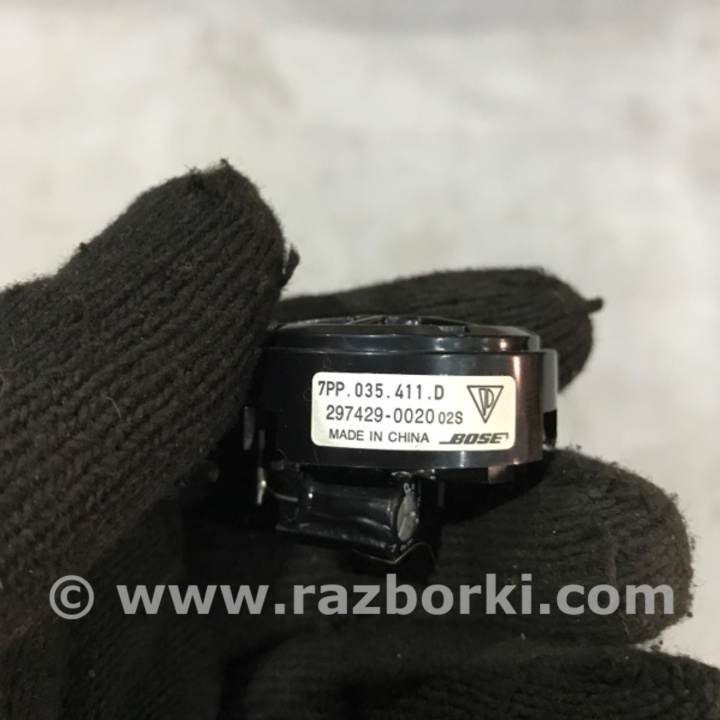 7PP.035.411.D
297429-0020 02S
MADE IN CHINA BOSE
© www.razborki.com